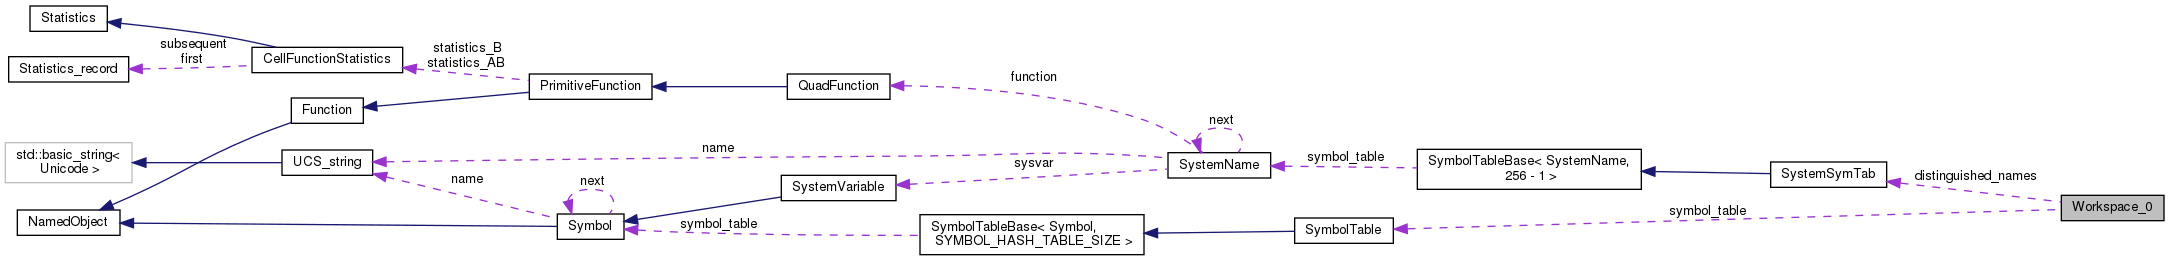 Statistics
subsequent
first
Statistics_record
CellFunctionStatistics
statistics_B
statistics_AB
PrimitiveFunction
QuadFunction
function
Function
next
std::basic_string<
Unicode >
UCS_string
name
sysvar
SystemName
symbol_table
SymbolTableBase< SystemName,
256 - 1 >
SystemSymTab
distinguished_names
name
next
SystemVariable
Workspace_0
NamedObject
Symbol
symbol_table
SymbolTableBase< Symbol,
SYMBOL_HASH_TABLE_SIZE >
SymbolTable
symbol_table